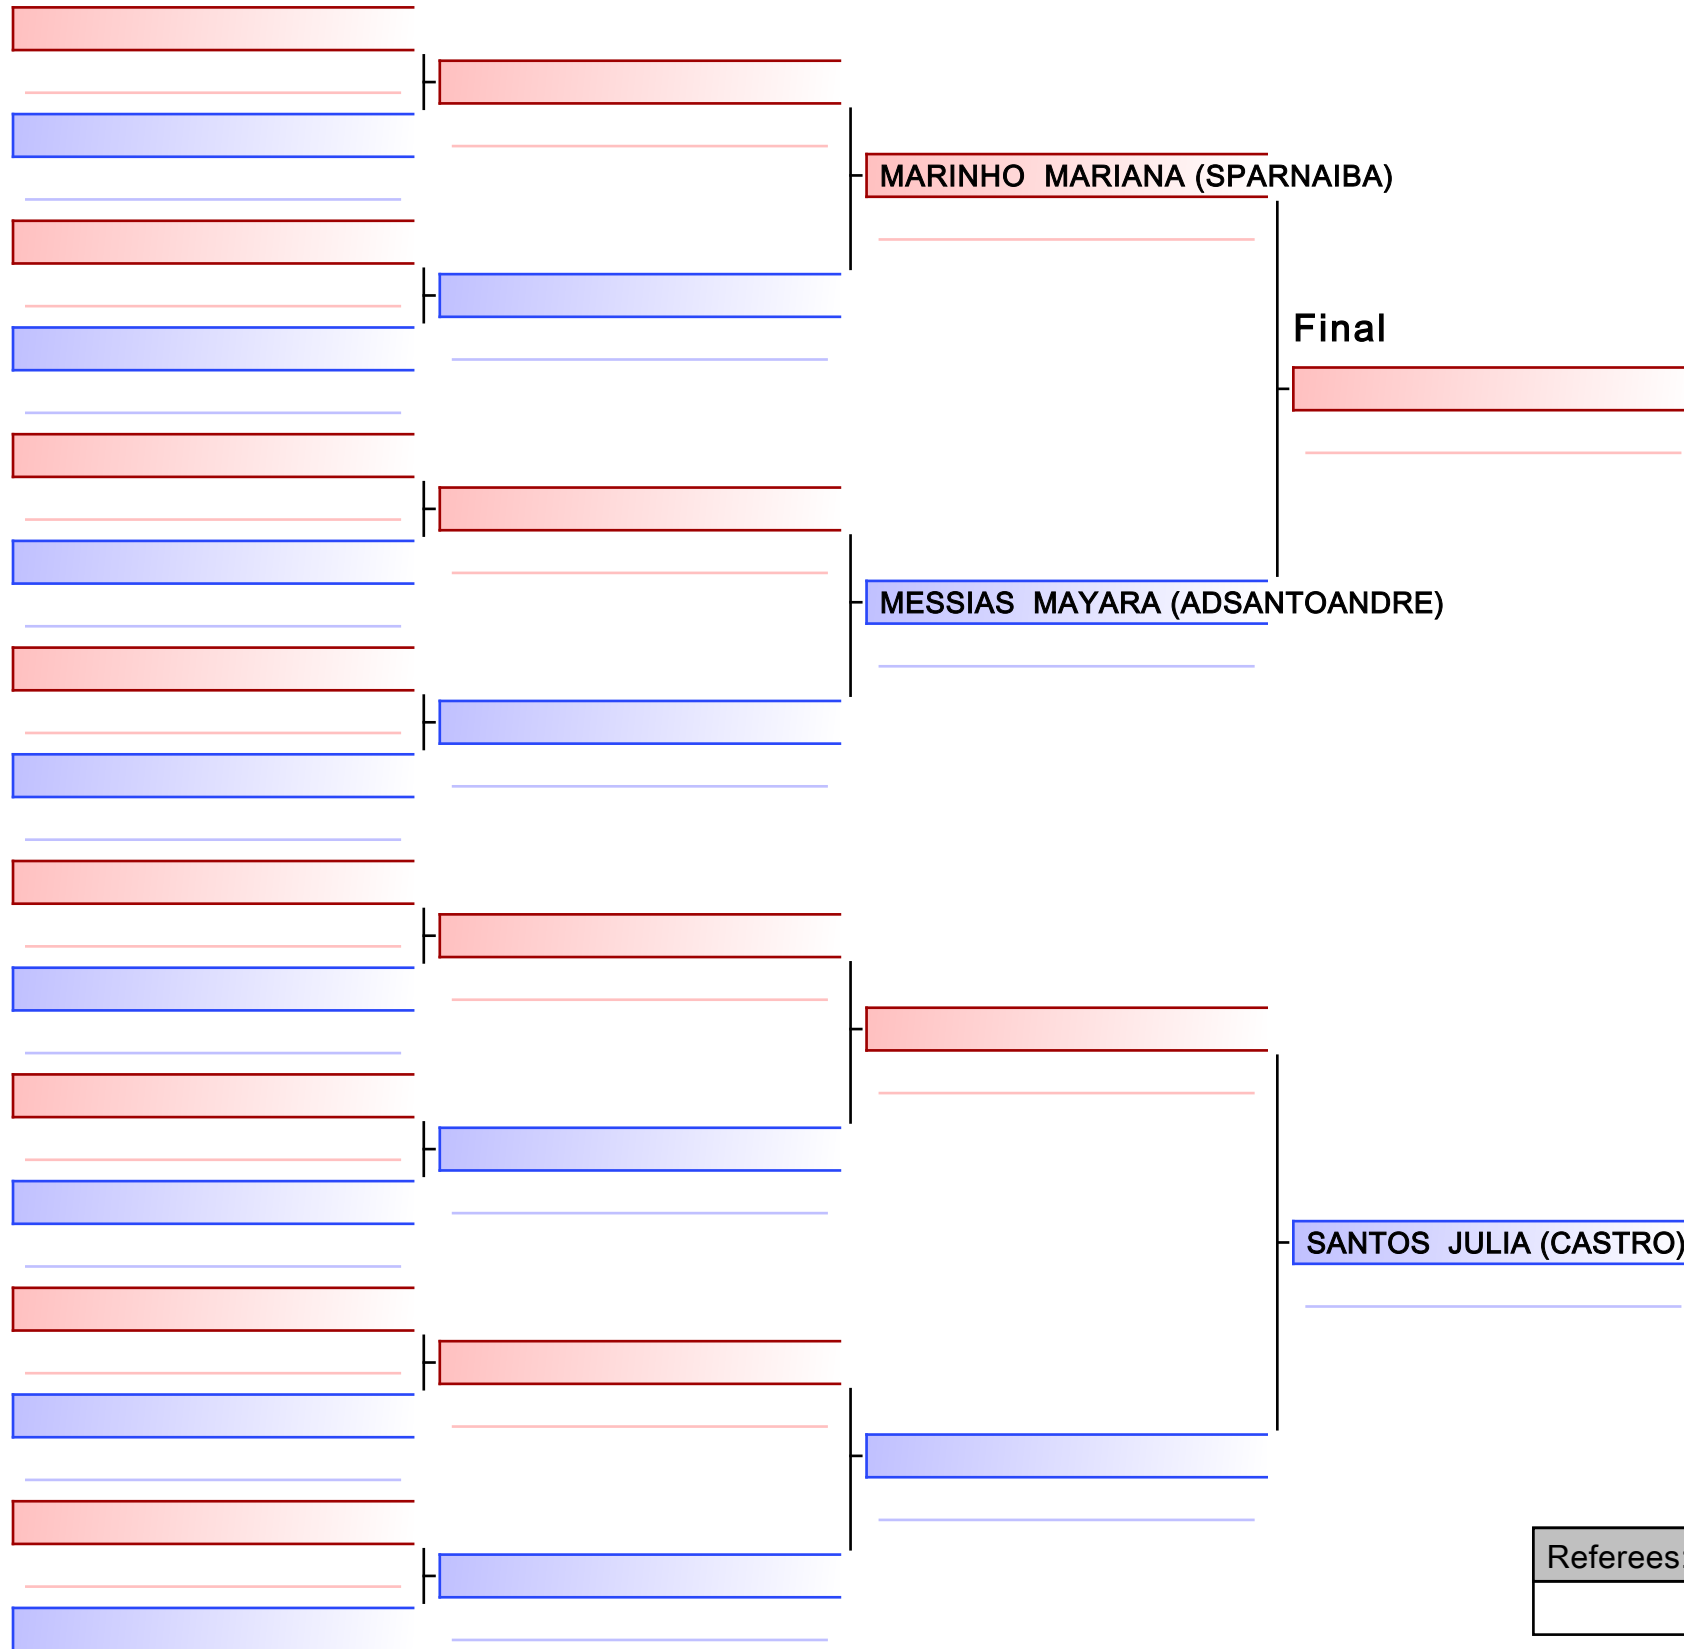 MARINHO MARIANA (SPARNAIBA)
Final
MESSIAS MAYARA (ADSANTOANDRE)
SANTOS JULIA (CASTRO)
Referees: